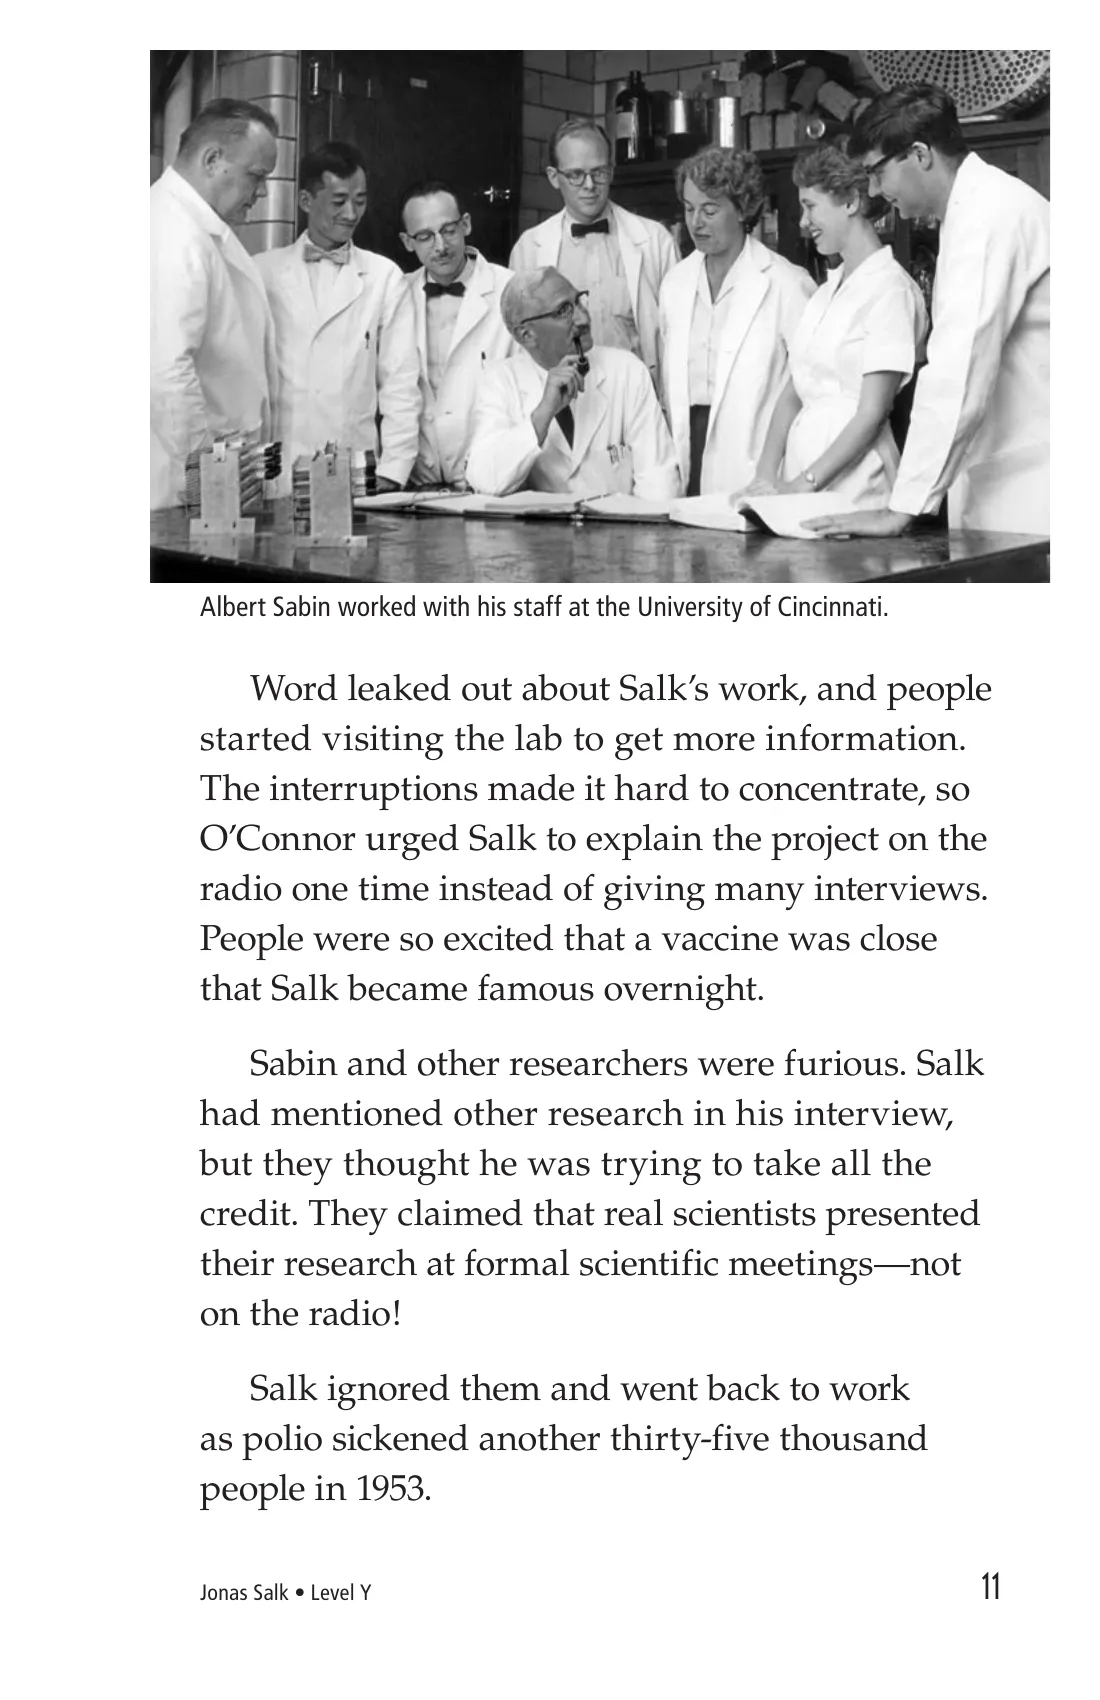 Albert Sabin worked with his staff at the University of Cincinnati.
Word leaked out about Salk’s work, and people
started visiting the lab to get more information.
The interruptions made it hard to concentrate, so
O’Connor urged Salk to explain the project on the
radio one time instead of giving many interviews.
People were so excited that a vaccine was close
that Salk became famous overnight.
Sabin and other researchers were furious. Salk
had mentioned other research in his interview,
but they thought he was trying to take all the
credit. They claimed that real scientists presented
their research at formal scientific meetings—not
on the radio!
Salk ignored them and went back to work
as polio sickened another thirty-five thousand
people in 1953.
Jonas Salk • Level Y
11